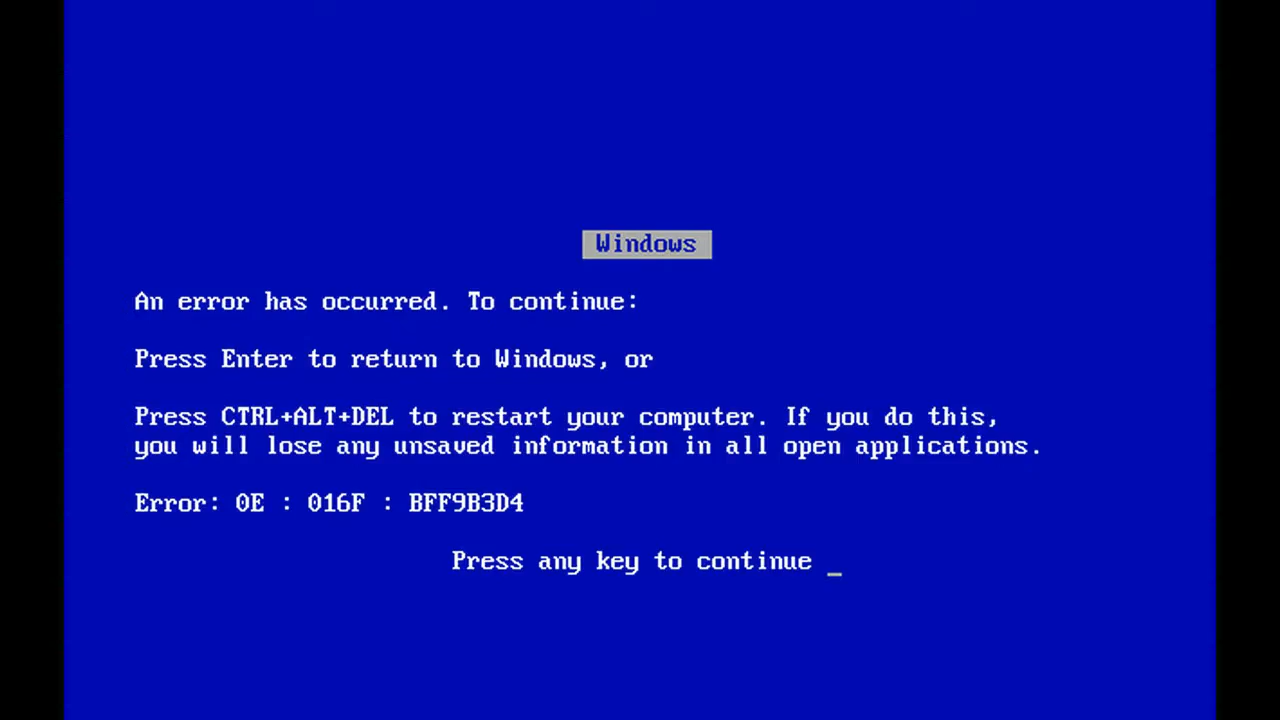 Windows
An error has occurred. To continue:
Press Enter to return to Windows, or
Press CTRL+ALT+DEL to restart your computer. If you do this,
you will lose any unsaved information in all open applications.
Error: 0E : 016F : BFF9B3D4
Press any key to continue _